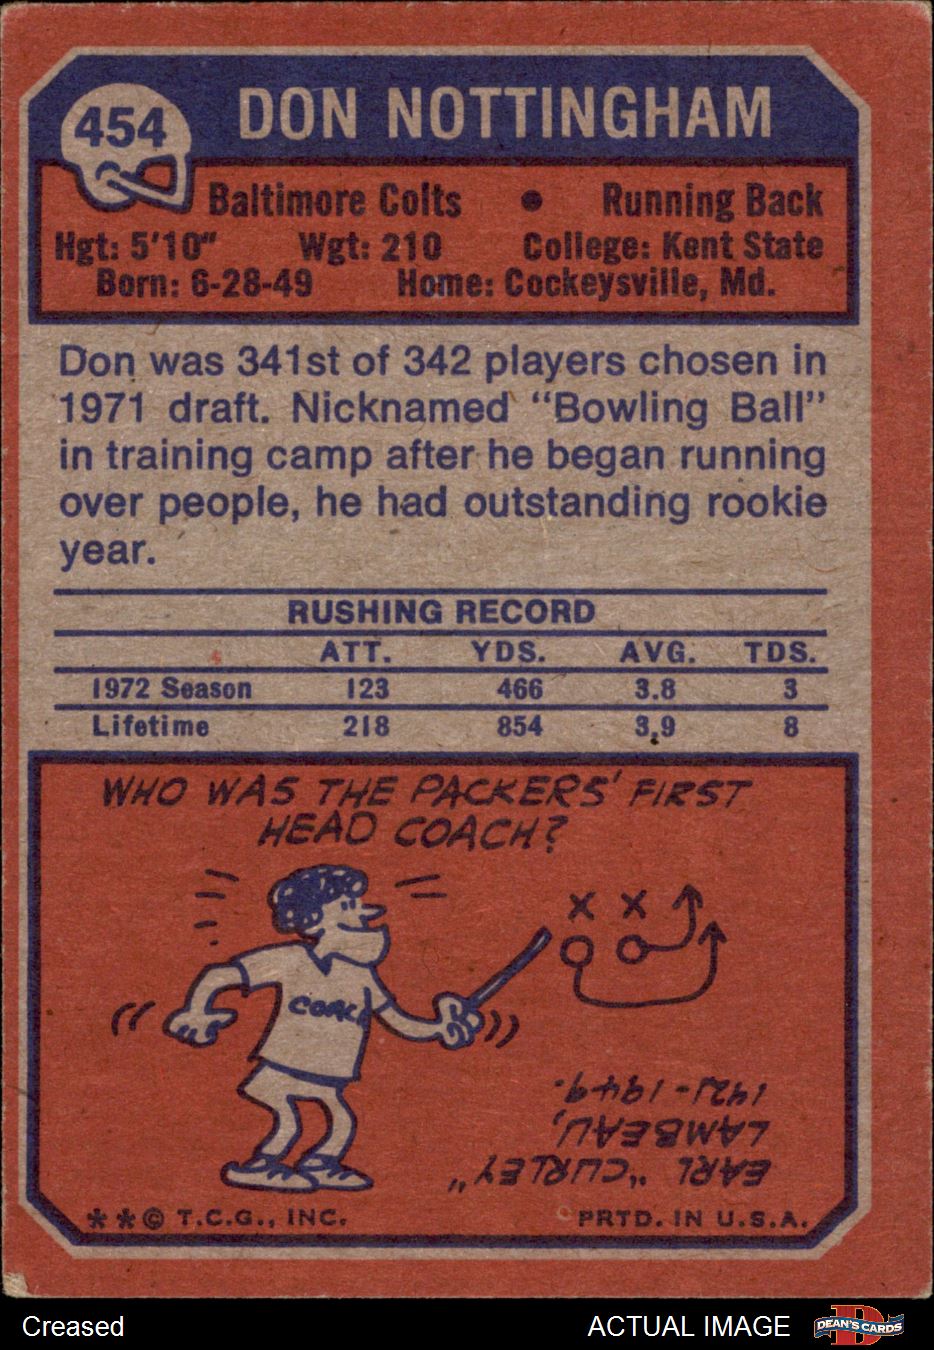 454
DON NOTTINGHAM
Baltimore Colts • Running Back
Hgt: 5'10" Wgt: 210 College: Kent State
Born: 6-28-49 Home: Cockeysville, Md.
Don was 341st of 342 players chosen in
1971 draft. Nicknamed "Bowling Ball"
in training camp after he began running
over people, he had outstanding rookie
year.
RUSHING RECORD
ATT. YDS. AVG. TDS.
1972 Season 123 466 3.8 3
Lifetime 218 854 3.9 8
WHO WAS THE PACKERS' FIRST
HEAD COACH?
COACH
EARL "CURLEY"
LAMBEAU,
1921-1949.
**© T.C.G., INC. PRTD. IN U.S.A.
Creased ACTUAL IMAGE DEAN'S CARDS